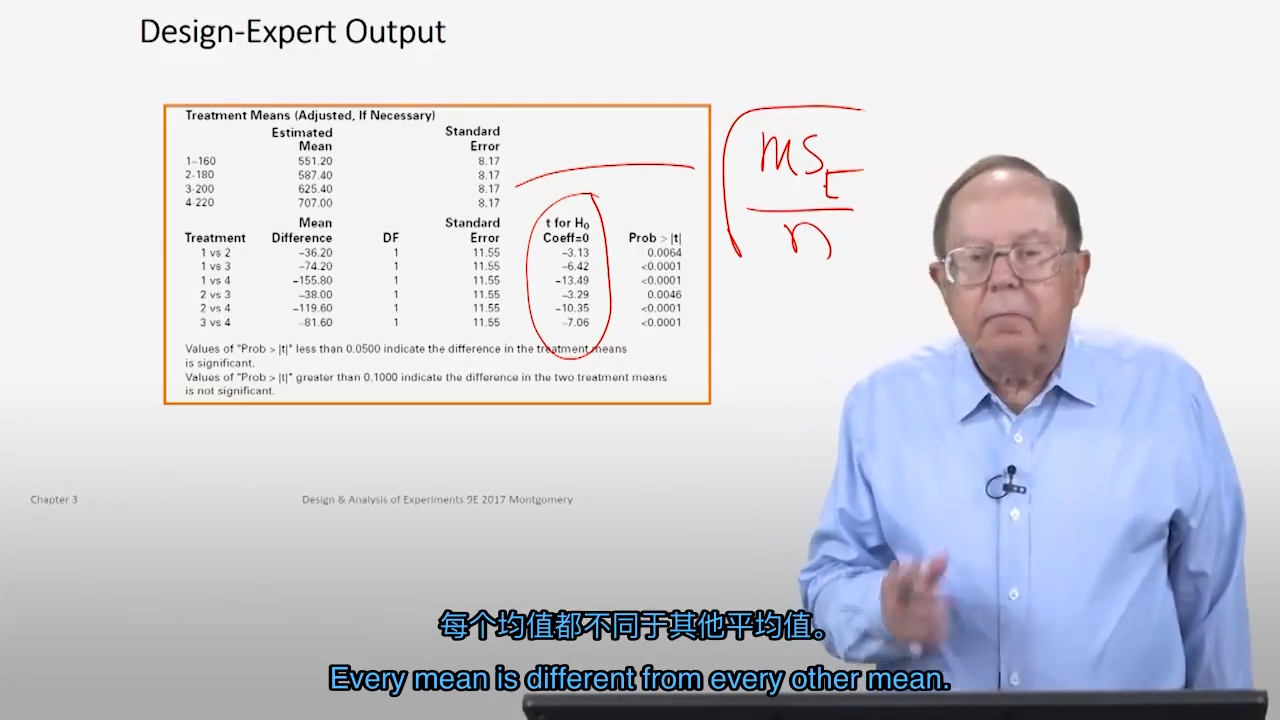 Design-Expert Output
Treatment Means (Adjusted, If Necessary)
Estimated Standard
Mean Error
1–160 551.20 8.17
2-180 587.40 8.17
3-200 625.40 8.17
4-220 707.00 8.17
Mean Standard t for H0
Treatment Difference DF Error Coeff=0 Prob > |t|
1 vs 2 –36.20 1 11.55 –3.13 0.0064
1 vs 3 –74.20 1 11.55 –6.42 <0.0001
1 vs 4 –155.80 1 11.55 –13.49 <0.0001
2 vs 3 –38.00 1 11.55 –3.29 0.0046
2 vs 4 –119.60 1 11.55 –10.35 <0.0001
3 vs 4 –81.60 1 11.55 –7.06 <0.0001
Values of "Prob > |t|" less than 0.0500 indicate the difference in the treatment means
is significant.
Values of "Prob > |t|" greater than 0.1000 indicate the difference in the two treatment means
is not significant.
MSE
n
Chapter 3 Design & Analysis of Experiments 9E 2017 Montgomery
每个均值都不同于其他平均值。
Every mean is different from every other mean.